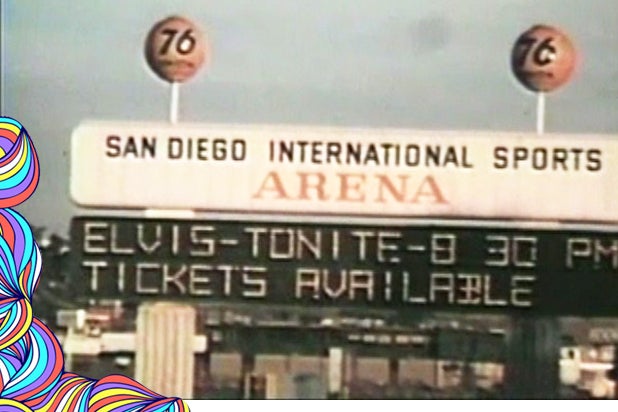 76 76
SAN DIEGO INTERNATIONAL SPORTS
ARENA
ELVIS-TONITE-8 30 PM
TICKETS AVAILABLE